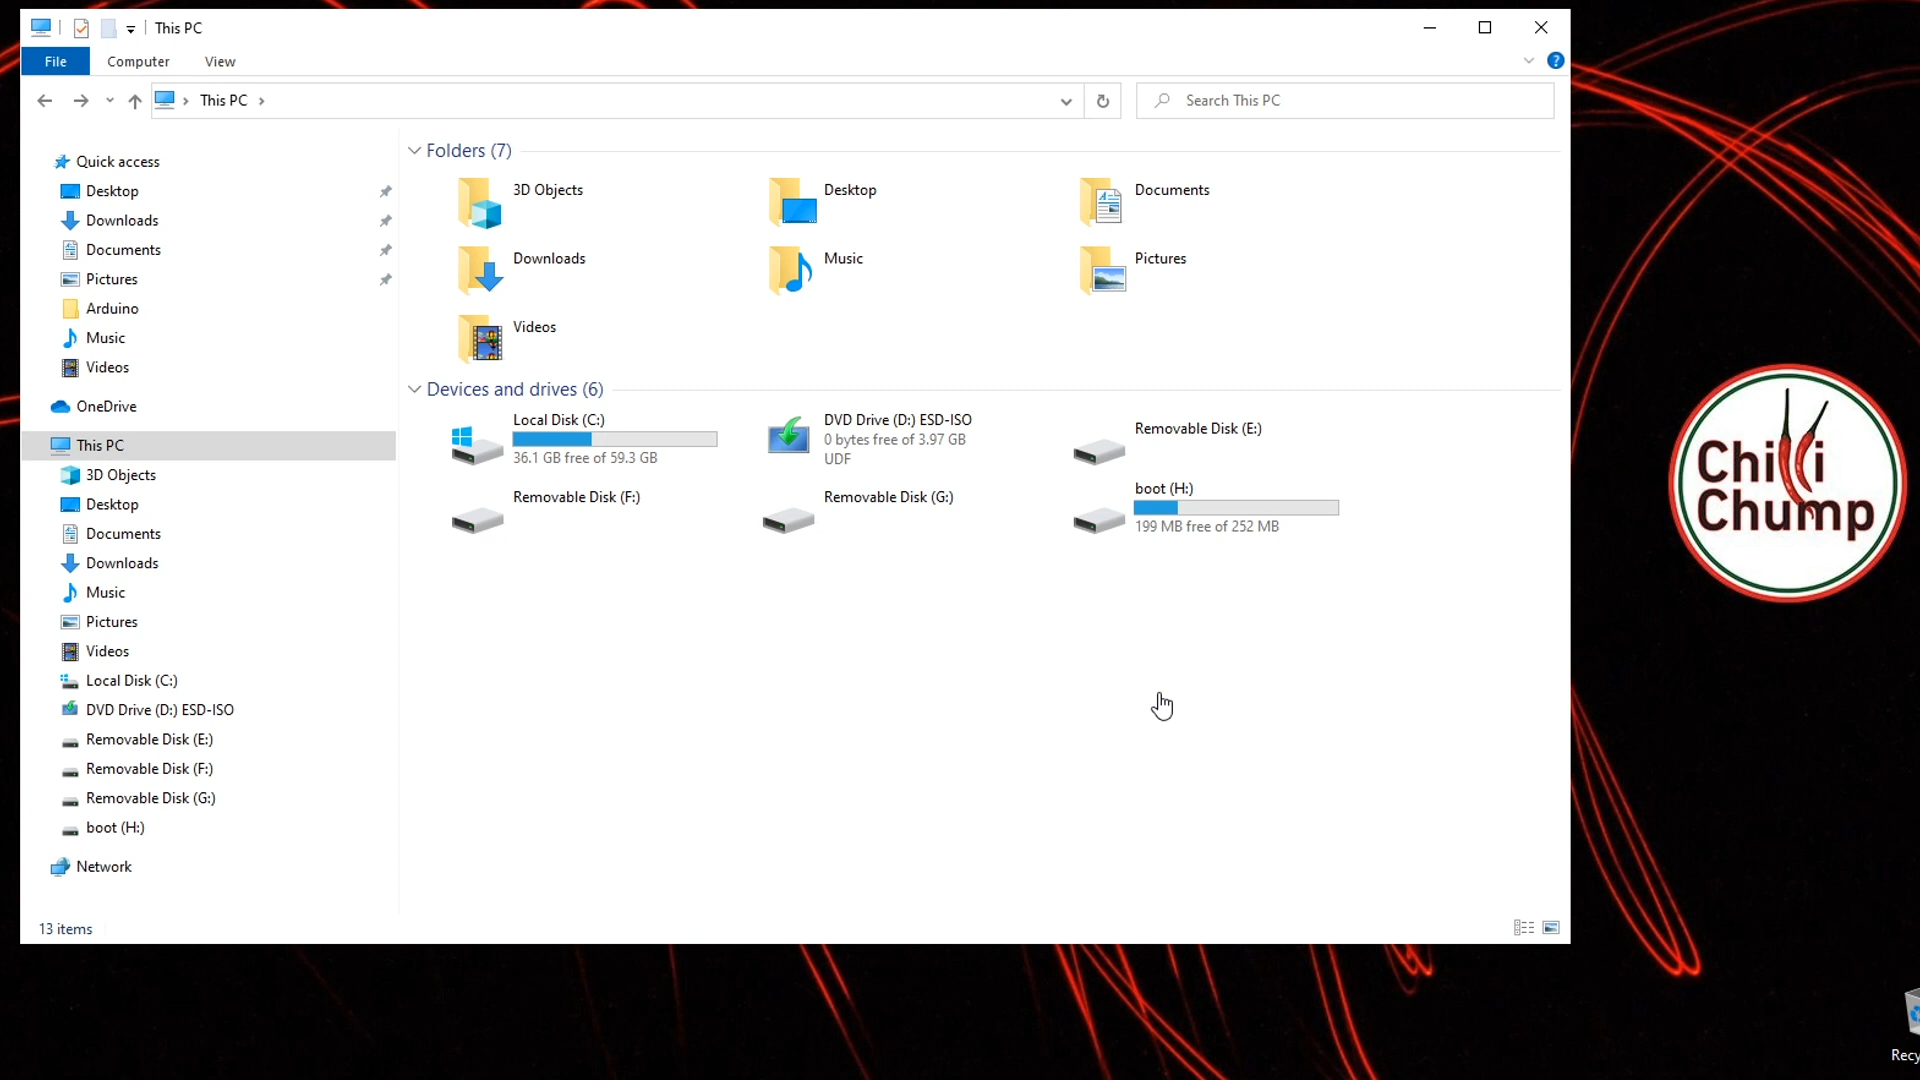 This PC
File
Computer
View
This PC
Search This PC
Quick access
Desktop
Downloads
Documents
Pictures
Arduino
Music
Videos
OneDrive
This PC
3D Objects
Desktop
Documents
Downloads
Music
Pictures
Videos
Local Disk (C:)
DVD Drive (D:) ESD-ISO
Removable Disk (E:)
Removable Disk (F:)
Removable Disk (G:)
boot (H:)
Network
Folders (7)
3D Objects
Desktop
Documents
Downloads
Music
Pictures
Videos
Devices and drives (6)
Local Disk (C:)
36.1 GB free of 59.3 GB
DVD Drive (D:) ESD-ISO
0 bytes free of 3.97 GB
UDF
Removable Disk (E:)
Removable Disk (F:)
Removable Disk (G:)
boot (H:)
199 MB free of 252 MB
13 items
Chilli
Chump
Recy